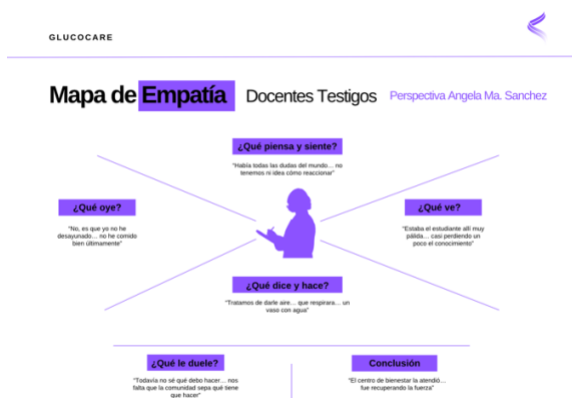 GLUCOCARE
Mapa de Empatía Docentes Testigos Perspectiva Angela Ma. Sanchez
¿Qué piensa y siente?
"Había todas las dudas del mundo... no
tenemos ni idea cómo reaccionar"
¿Qué oye?
"No, es que yo no he
desayunado... no he comido
bien últimamente"
¿Qué ve?
"Estaba el estudiante allí muy
pálida... casi perdiendo un
poco el conocimiento"
¿Qué dice y hace?
"Tratamos de darle aire... que respirara... un
vaso con agua"
¿Qué le duele?
"Todavía no sé qué debo hacer... nos
falta que la comunidad sepa qué tiene
que hacer"
Conclusión
"El centro de bienestar la atendió...
fue recuperando la fuerza"